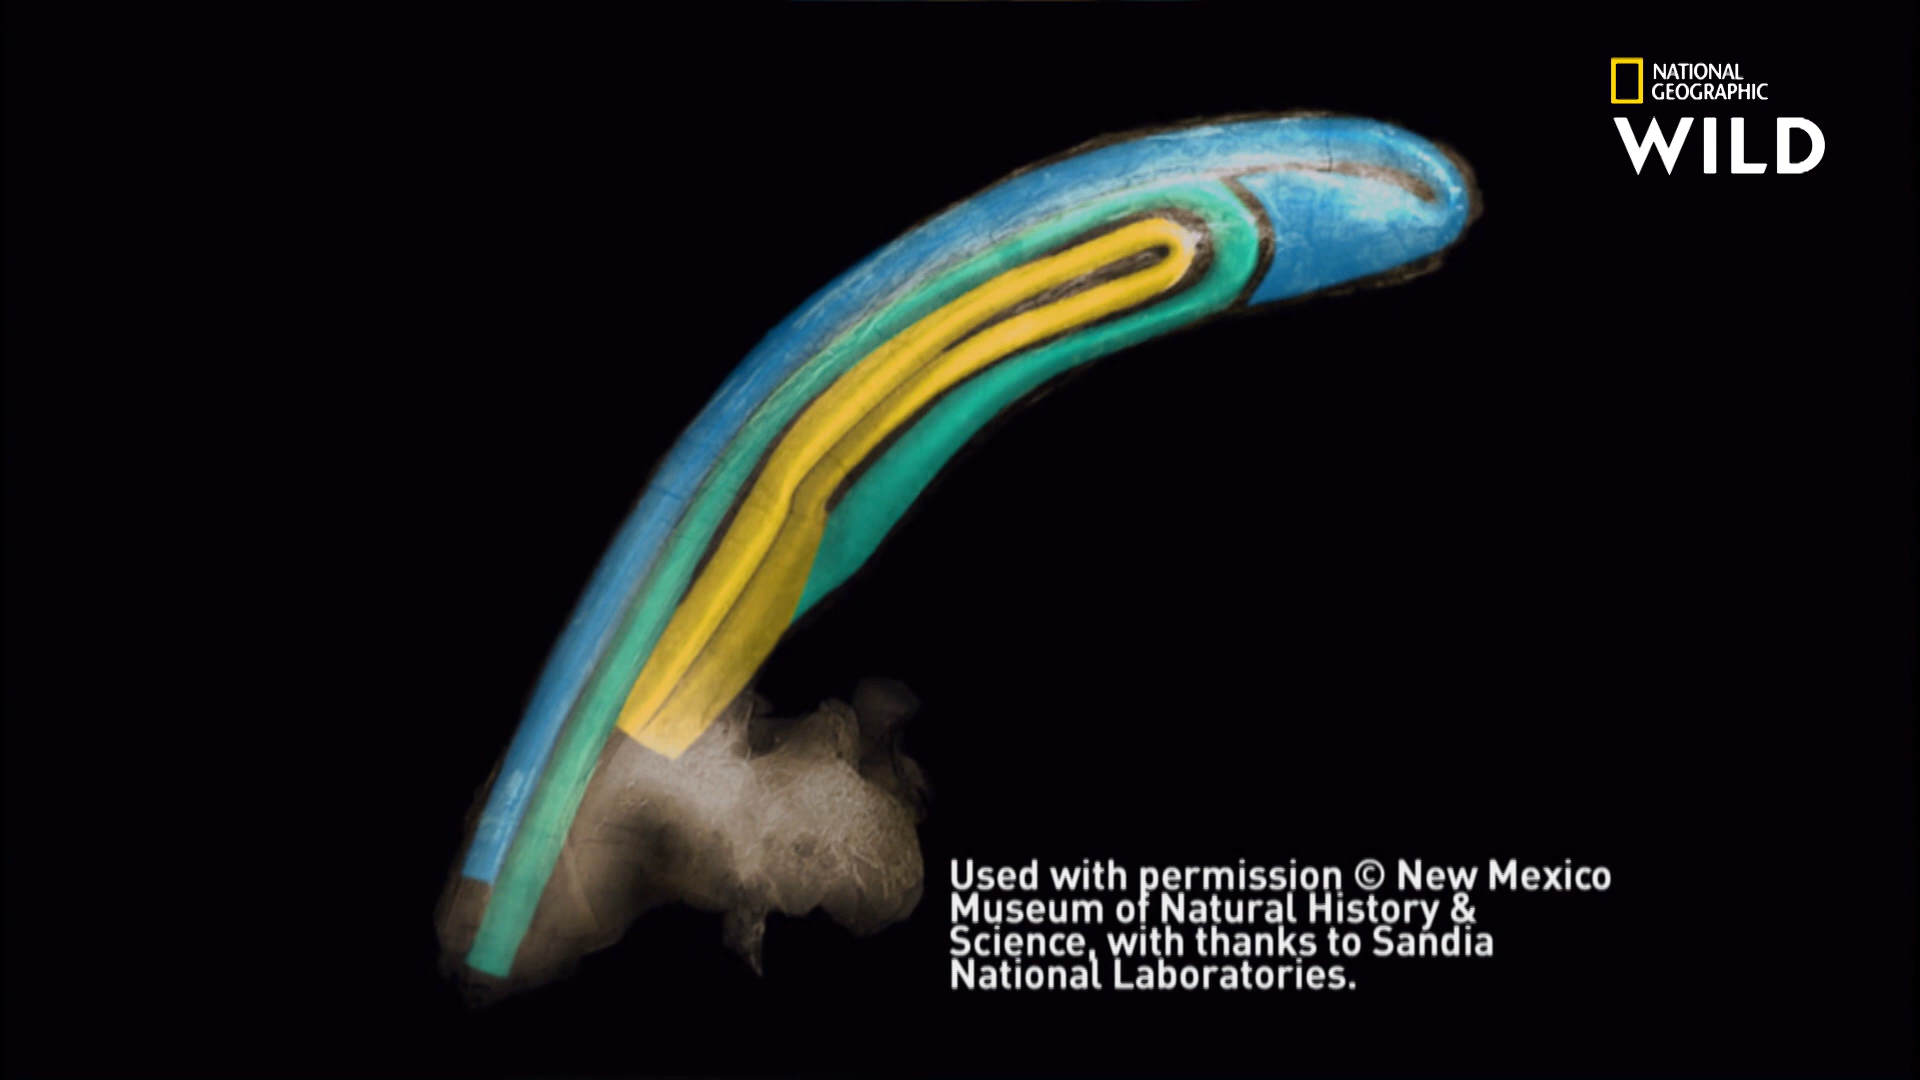 NATIONAL
GEOGRAPHIC
WILD
Used with permission © New Mexico
Museum of Natural History &
Science, with thanks to Sandia
National Laboratories.